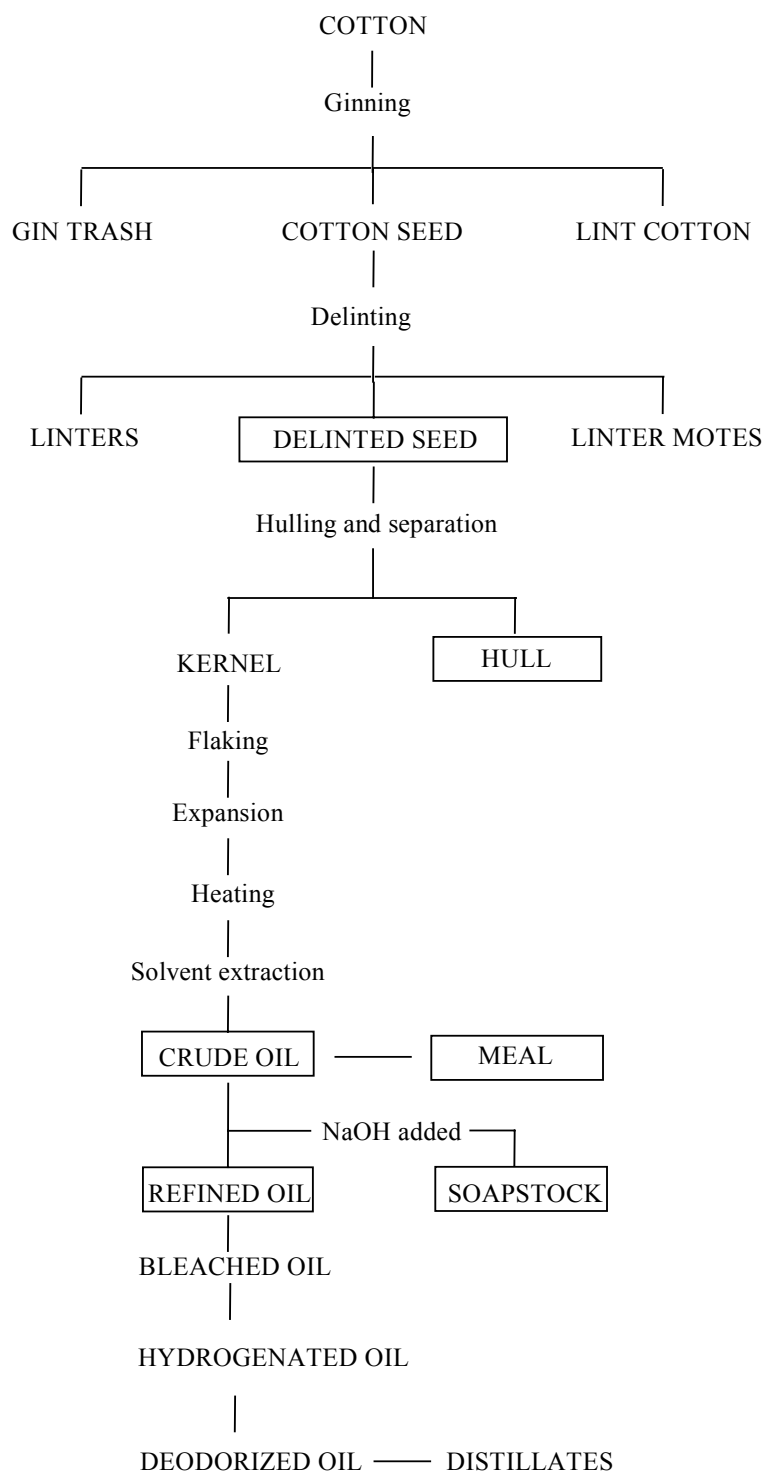 COTTON
Ginning
GIN TRASH COTTON SEED LINT COTTON
Delinting
LINTERS DELINTED SEED LINTER MOTES
Hulling and separation
KERNEL HULL
Flaking
Expansion
Heating
Solvent extraction
CRUDE OIL MEAL
NaOH added
REFINED OIL SOAPSTOCK
BLEACHED OIL
HYDROGENATED OIL
DEODORIZED OIL DISTILLATES